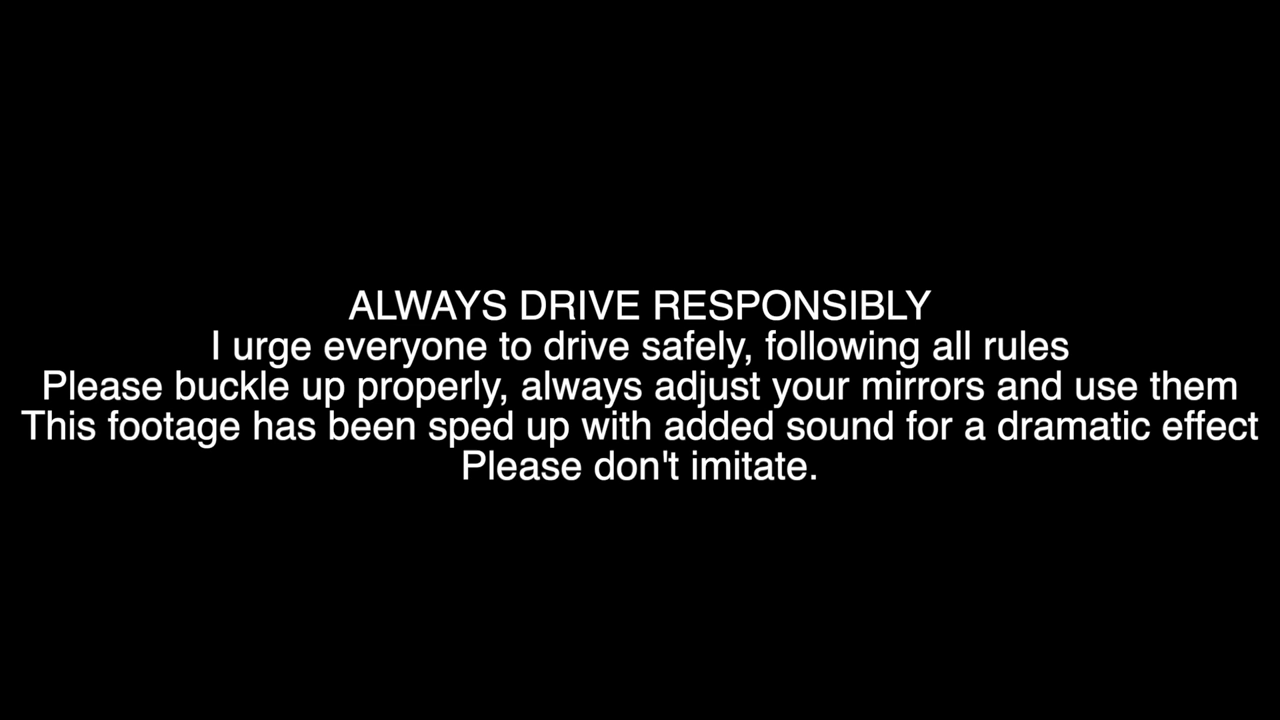 ALWAYS DRIVE RESPONSIBLY
I urge everyone to drive safely, following all rules
Please buckle up properly, always adjust your mirrors and use them
This footage has been sped up with added sound for a dramatic effect
Please don't imitate.